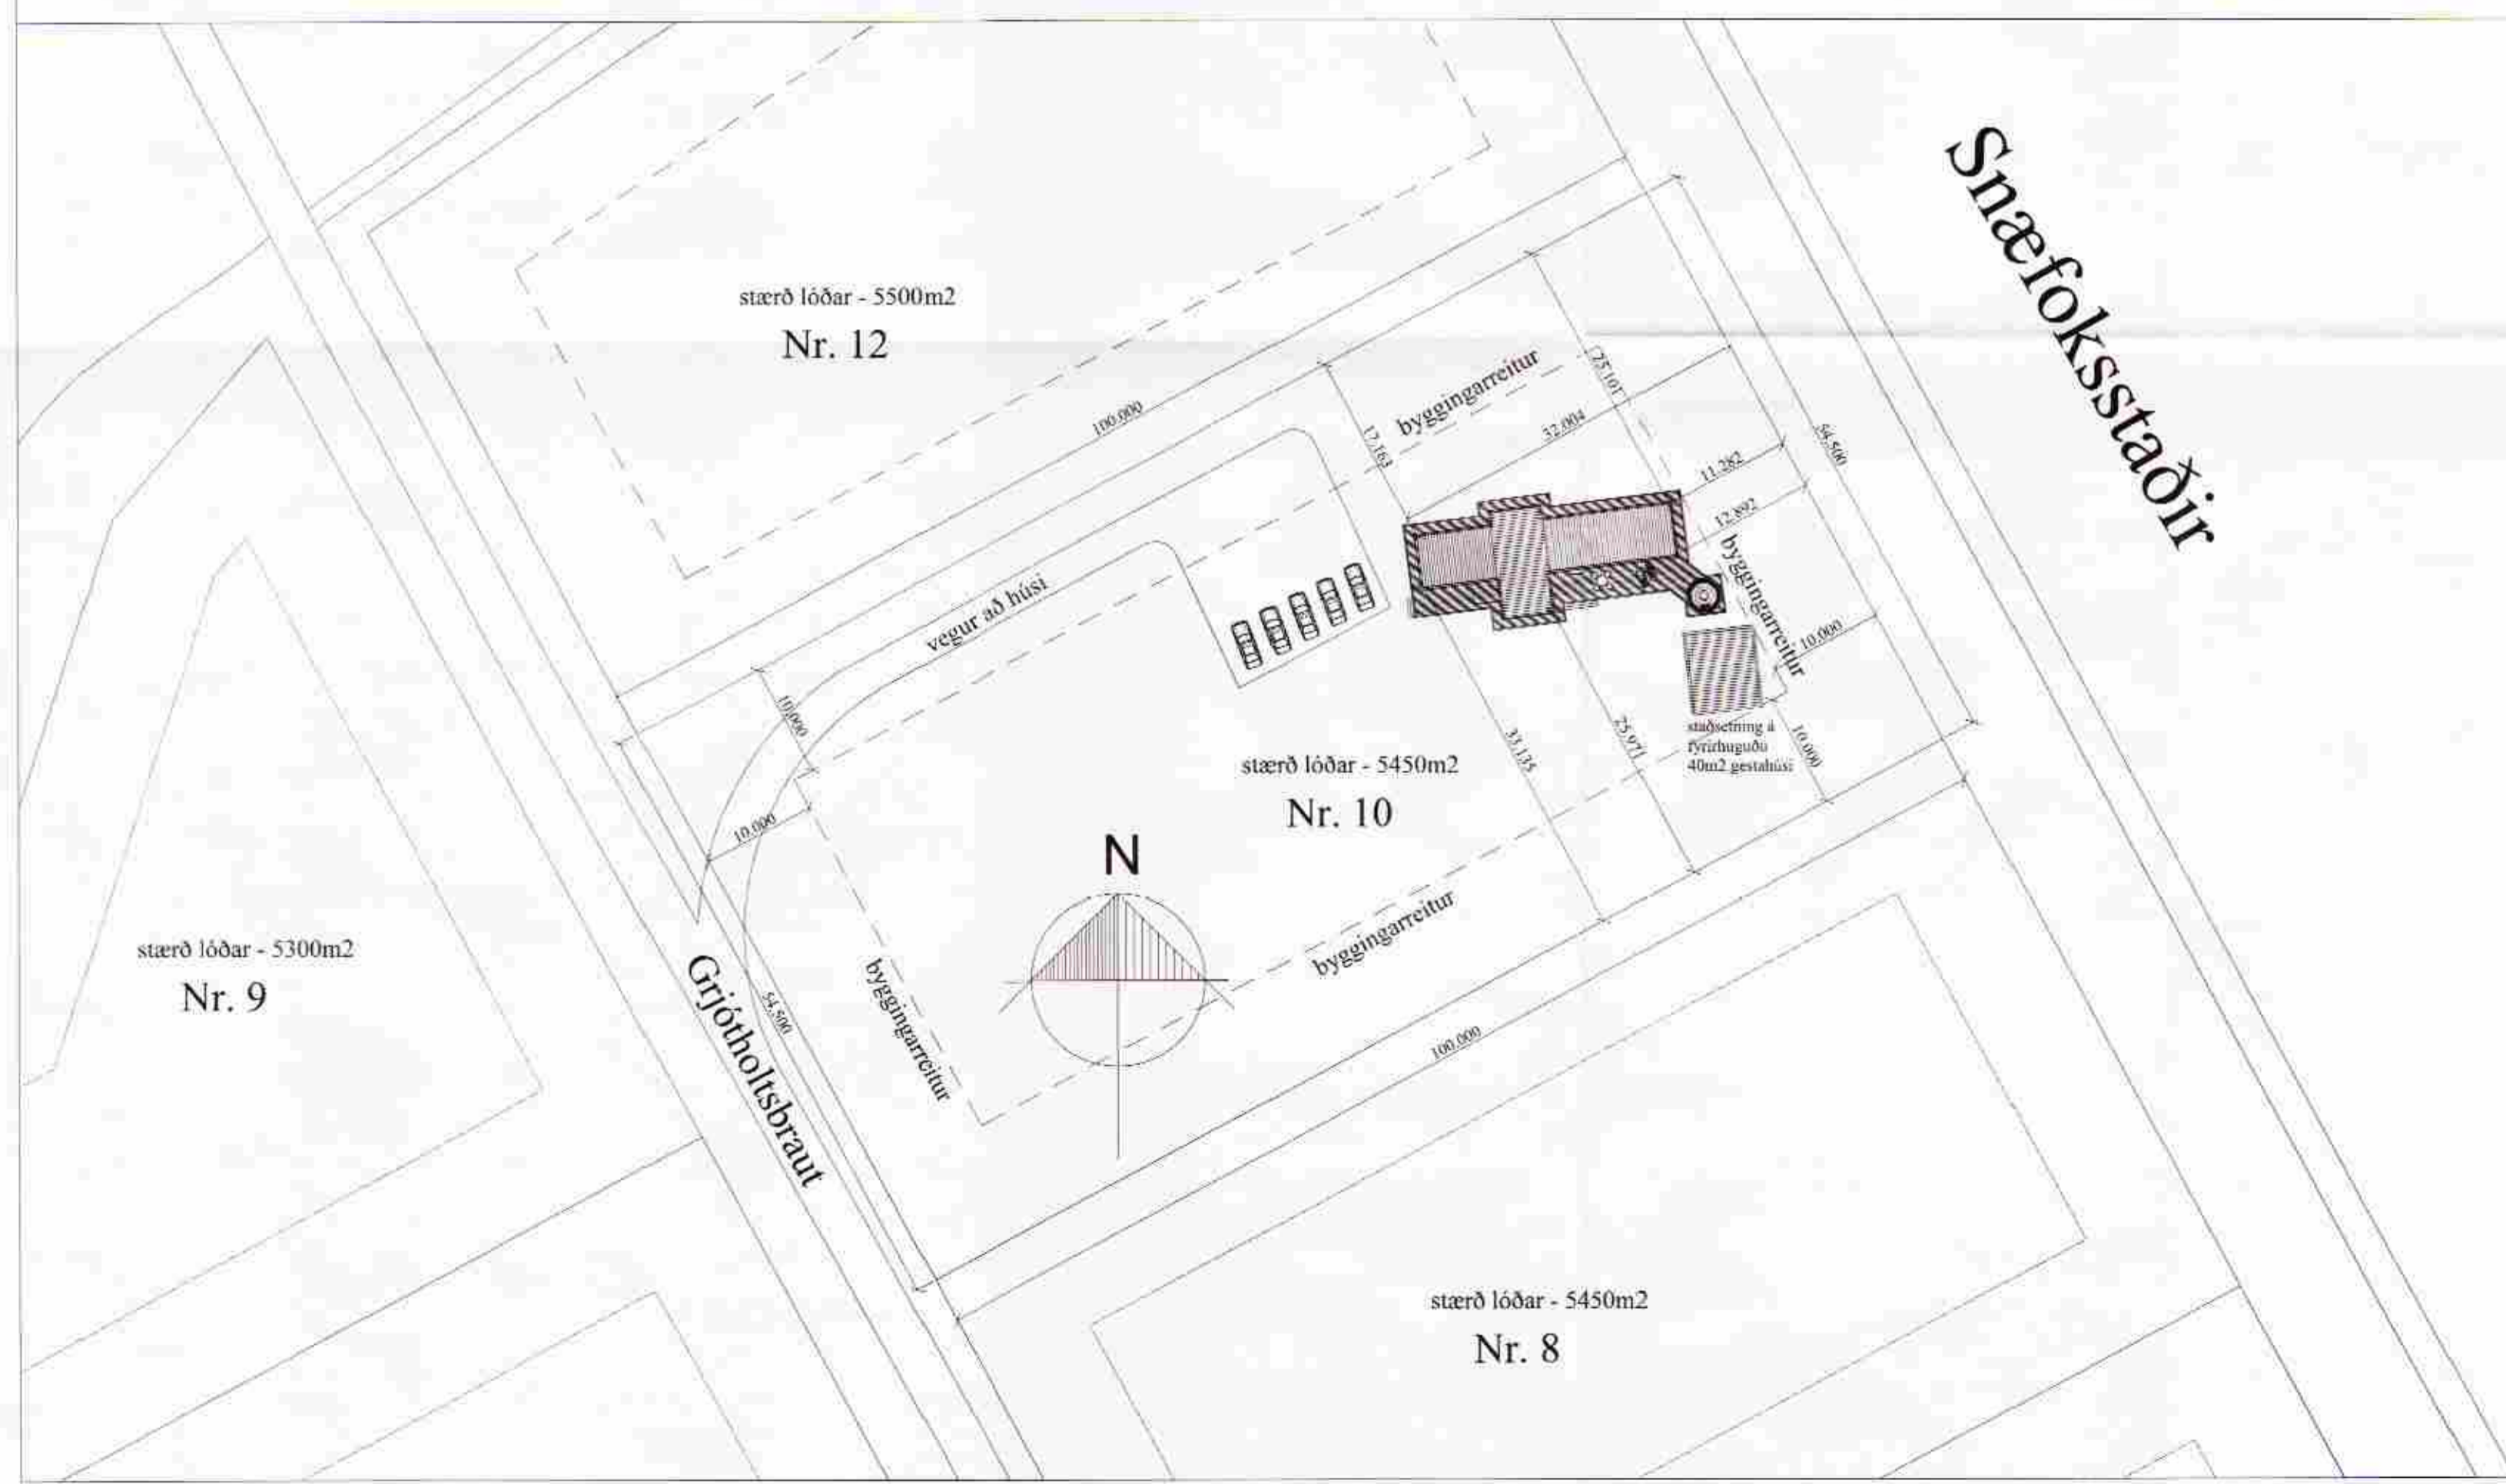 Snæfoksstaðir
stærð lóðar - 5500m2
Nr. 12
100.000
17.163
byggingarreitur
32.004
11.282
54.500
12.892
byggingarreitur
10.000
vegur að húsi
10.000
10.000
staðsetning á
fyrirhuguðu
40m2 gestahúsi
10.000
33.135
25.971
stærð lóðar - 5450m2
Nr. 10
N
byggingarreitur
byggingarreitur
54.500
Grjótholtsbraut
100.000
stærð lóðar - 5300m2
Nr. 9
stærð lóðar - 5450m2
Nr. 8